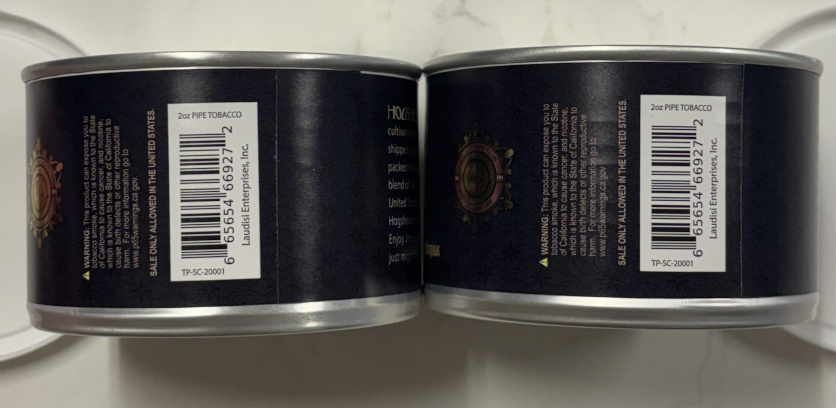 ⚠ WARNING: This product can expose you to
tobacco smoke, which is known to the State
of California to cause cancer, and nicotine,
which is known to the State of California to
cause birth defects or other reproductive
harm. For more information go to
www.p65warnings.ca.gov.
SALE ONLY ALLOWED IN THE UNITED STATES.
2oz PIPE TOBACCO
6 65654 66927 2
Laudisi Enterprises, Inc.
TP-SC-20001
shipped
packed
blend of
United
Enjoy
just
⚠ WARNING: This product can expose you to
tobacco smoke, which is known to the State
of California to cause cancer, and nicotine,
which is known to the State of California to
cause birth defects or other reproductive
harm. For more information go to
www.p65warnings.ca.gov.
SALE ONLY ALLOWED IN THE UNITED STATES.
2oz PIPE TOBACCO
6 65654 66927 2
Laudisi Enterprises, Inc.
TP-SC-20001